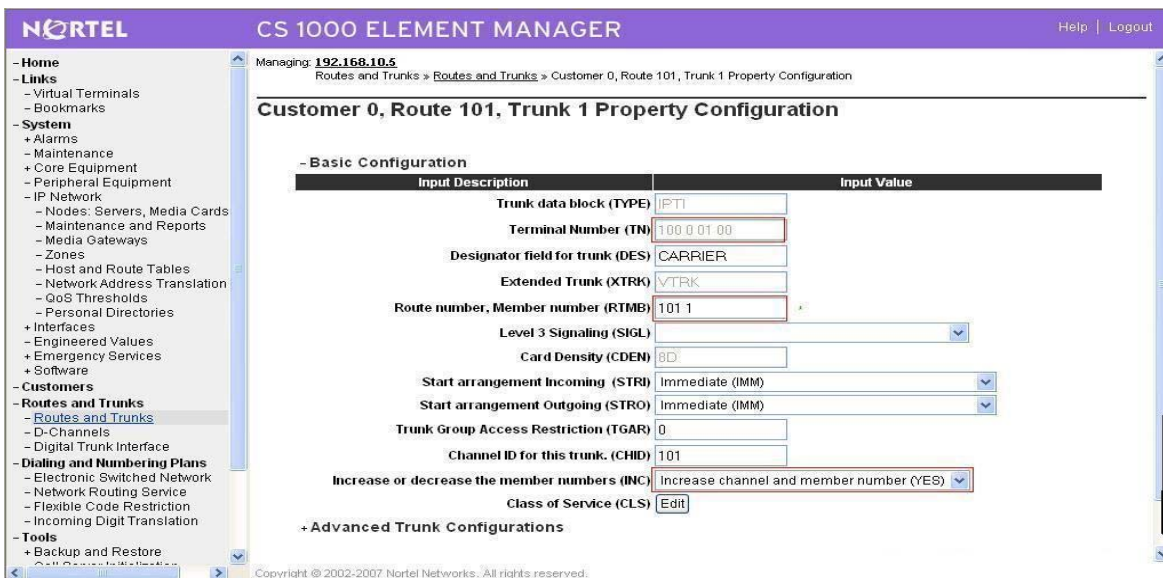 NORTEL
CS 1000 ELEMENT MANAGER
Help | Logout
- Home
- Links
- Virtual Terminals
- Bookmarks
- System
+ Alarms
- Maintenance
+ Core Equipment
- Peripheral Equipment
- IP Network
- Nodes: Servers, Media Cards
- Maintenance and Reports
- Media Gateways
- Zones
- Host and Route Tables
- Network Address Translation
- QoS Thresholds
- Personal Directories
+ Interfaces
- Engineered Values
+ Emergency Services
+ Software
- Customers
- Routes and Trunks
- Routes and Trunks
- D-Channels
- Digital Trunk Interface
- Dialing and Numbering Plans
- Electronic Switched Network
- Network Routing Service
- Flexible Code Restriction
- Incoming Digit Translation
- Tools
+ Backup and Restore
Managing: 192.168.10.5
Routes and Trunks » Routes and Trunks » Customer 0, Route 101, Trunk 1 Property Configuration
Customer 0, Route 101, Trunk 1 Property Configuration
- Basic Configuration
Input Description Input Value
Trunk data block (TYPE) IPTI
Terminal Number (TN) 100 0 01 00
Designator field for trunk (DES) CARRIER
Extended Trunk (XTRK) VTRK
Route number, Member number (RTMB) 101 1
Level 3 Signaling (SIGL)
Card Density (CDEN) 8D
Start arrangement Incoming (STRI) Immediate (IMM)
Start arrangement Outgoing (STRO) Immediate (IMM)
Trunk Group Access Restriction (TGAR) 0
Channel ID for this trunk. (CHID) 101
Increase or decrease the member numbers (INC) Increase channel and member number (YES)
Class of Service (CLS) Edit
+ Advanced Trunk Configurations
Copyright © 2002-2007 Nortel Networks. All rights reserved.